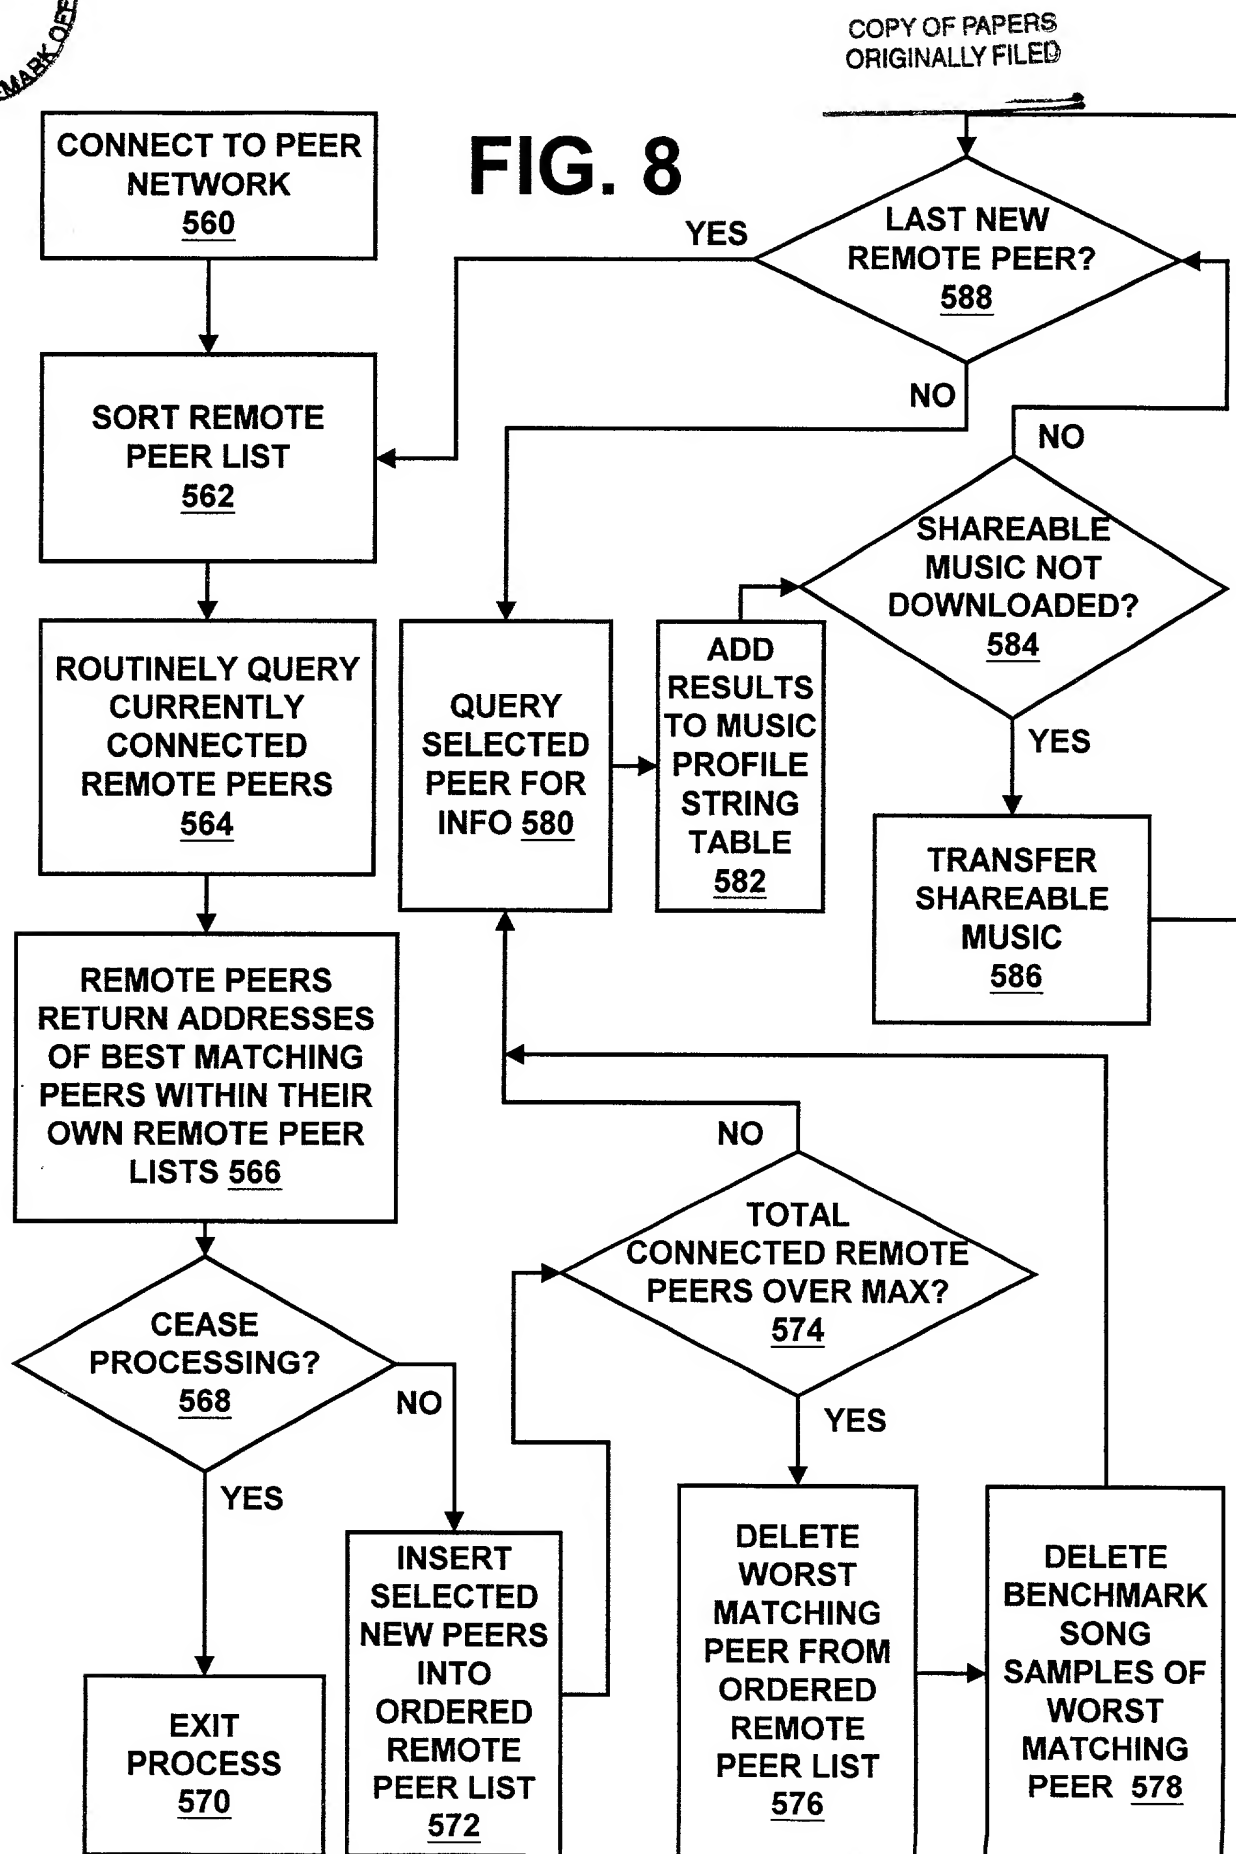 MARK OFF
COPY OF PAPERS
ORIGINALLY FILED
FIG. 8
CONNECT TO PEER
NETWORK
560
SORT REMOTE
PEER LIST
562
ROUTINELY QUERY
CURRENTLY
CONNECTED
REMOTE PEERS
564
REMOTE PEERS
RETURN ADDRESSES
OF BEST MATCHING
PEERS WITHIN THEIR
OWN REMOTE PEER
LISTS 566
CEASE
PROCESSING?
568
NO
YES
EXIT
PROCESS
570
INSERT
SELECTED
NEW PEERS
INTO
ORDERED
REMOTE
PEER LIST
572
TOTAL
CONNECTED REMOTE
PEERS OVER MAX?
574
NO
YES
DELETE
WORST
MATCHING
PEER FROM
ORDERED
REMOTE
PEER LIST
576
DELETE
BENCHMARK
SONG
SAMPLES OF
WORST
MATCHING
PEER 578
QUERY
SELECTED
PEER FOR
INFO 580
ADD
RESULTS
TO MUSIC
PROFILE
STRING
TABLE
582
SHAREABLE
MUSIC NOT
DOWNLOADED?
584
NO
YES
TRANSFER
SHAREABLE
MUSIC
586
LAST NEW
REMOTE PEER?
588
YES
NO